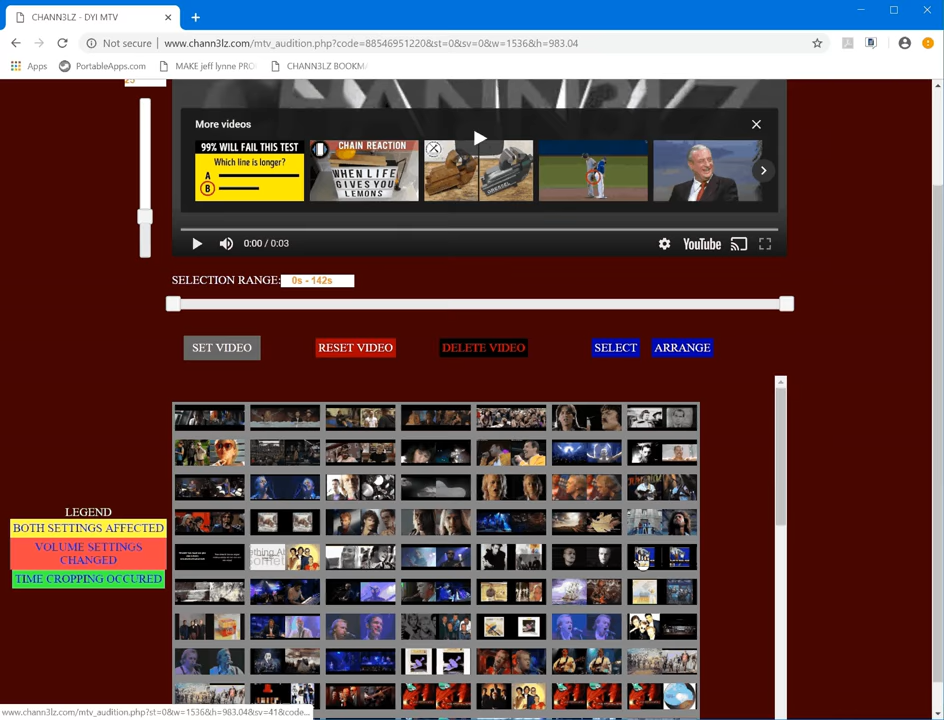 CHANN3LZ - DYI MTV
Not secure | www.chann3lz.com/mtv_audition.php?code=88546951220&st=0&sv=0&w=1536&h=983.04
Apps PortableApps.com MAKE jeff lynne PRO CHANN3LZ BOOKMA
25
CHANN3LZ
More videos
99% WILL FAIL THIS TEST
Which line is longer?
A
B
CHAIN REACTION
WHEN LIFE
GIVES YOU
LEMONS
0:00 / 0:03
YouTube
SELECTION RANGE: 0s - 142s
SET VIDEO RESET VIDEO DELETE VIDEO SELECT ARRANGE
LEGEND
BOTH SETTINGS AFFECTED
VOLUME SETTINGS
CHANGED
TIME CROPPING OCCURED
www.chann3lz.com/mtv_audition.php?st=0&w=1536&h=983.04&sv=41&code...